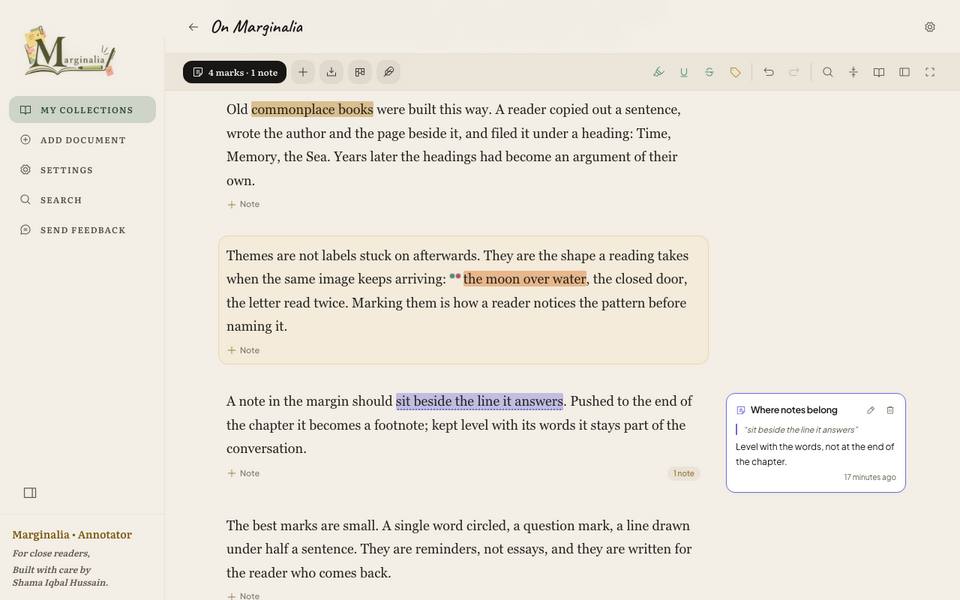 Marginalia
MY COLLECTIONS
ADD DOCUMENT
SETTINGS
SEARCH
SEND FEEDBACK
Marginalia • Annotator
For close readers,
Built with care by
Shama Iqbal Hussain.
On Marginalia
4 marks · 1 note
Old commonplace books were built this way. A reader copied out a sentence,
wrote the author and the page beside it, and filed it under a heading: Time,
Memory, the Sea. Years later the headings had become an argument of their
own.
+ Note
Themes are not labels stuck on afterwards. They are the shape a reading takes
when the same image keeps arriving: the moon over water, the closed door,
the letter read twice. Marking them is how a reader notices the pattern before
naming it.
+ Note
A note in the margin should sit beside the line it answers. Pushed to the end of
the chapter it becomes a footnote; kept level with its words it stays part of the
conversation.
+ Note
1 note
Where notes belong
"sit beside the line it answers"
Level with the words, not at the end of
the chapter.
17 minutes ago
The best marks are small. A single word circled, a question mark, a line drawn
under half a sentence. They are reminders, not essays, and they are written for
the reader who comes back.
+ Note